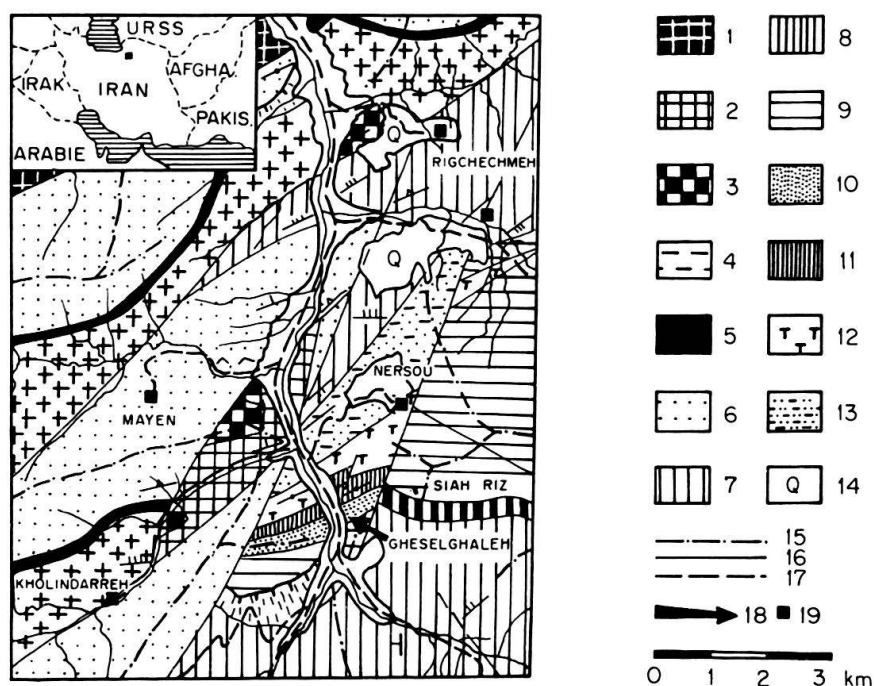 URSS
IRAK
IRAN
AFGHA.
PAKIS.
ARABIE
Q
RIGCHECHMEH
Q
NERSOU
MAYEN
SIAH RIZ
GHESELGHALEH
KHOLINDARREH
1 8
2 9
3 10
4 11
5 12
6 13
7 Q 14
15
16
17
18 19
0 1 2 3 km